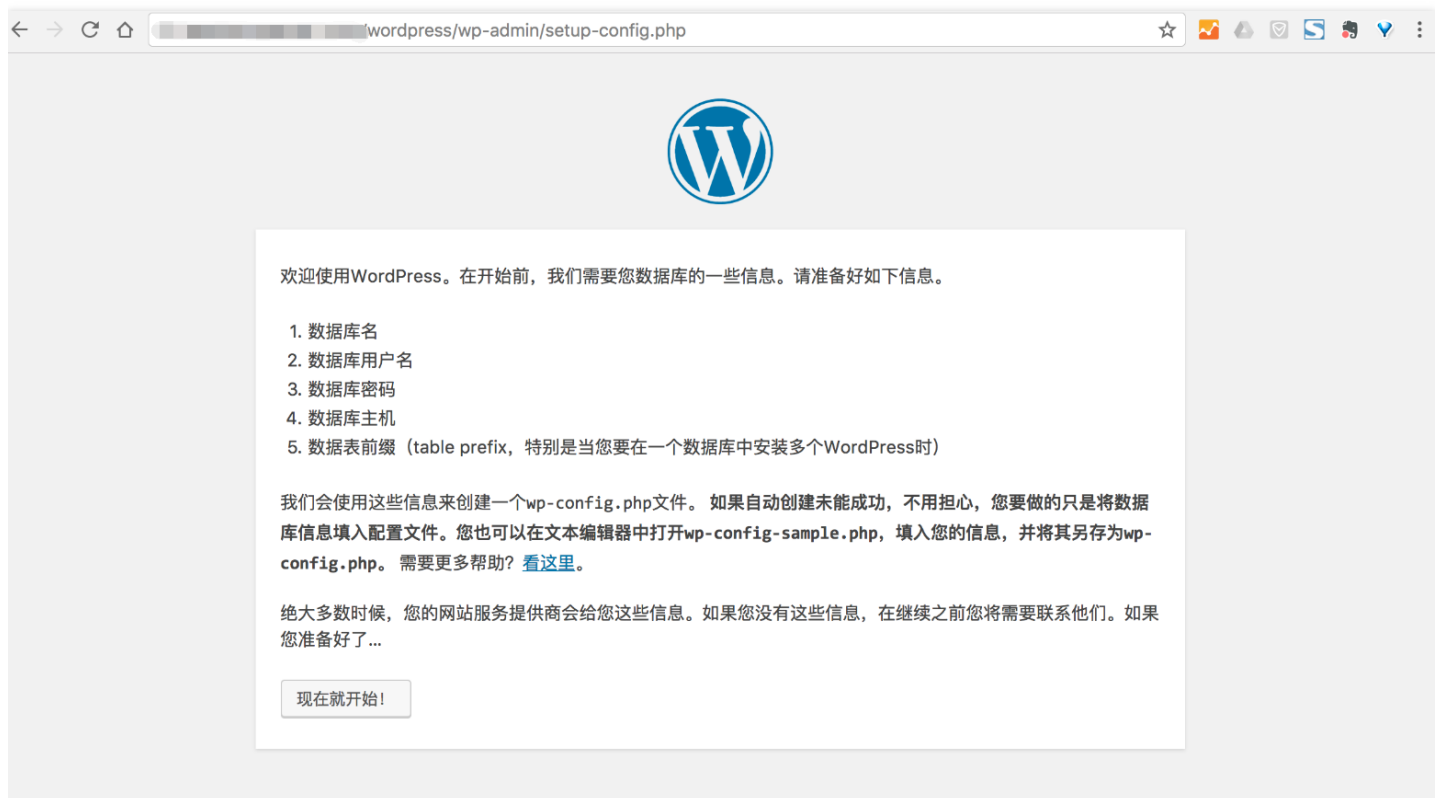 wordpress/wp-admin/setup-config.php
欢迎使用WordPress。在开始前，我们需要您数据库的一些信息。请准备好如下信息。
1. 数据库名
2. 数据库用户名
3. 数据库密码
4. 数据库主机
5. 数据表前缀（table prefix，特别是当您要在一个数据库中安装多个WordPress时）
我们会使用这些信息来创建一个wp-config.php文件。 如果自动创建未能成功，不用担心，您要做的只是将数据
库信息填入配置文件。您也可以在文本编辑器中打开wp-config-sample.php，填入您的信息，并将其另存为wp-
config.php。 需要更多帮助？看这里。
绝大多数时候，您的网站服务提供商会给您这些信息。如果您没有这些信息，在继续之前您将需要联系他们。如果
您准备好了...
现在就开始！